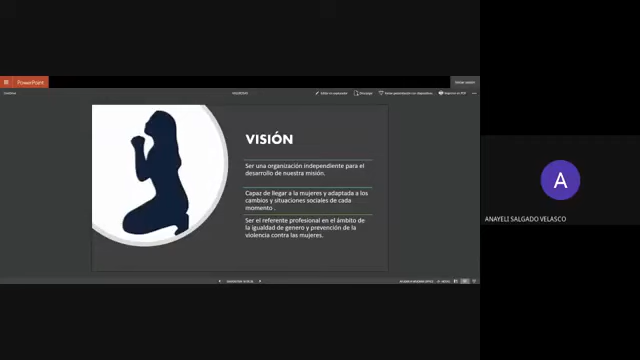 PowerPoint
VISIÓN
Ser una organización independiente para el
desarrollo de nuestra misión.
Capaz de llegar a la mujeres y adaptada a los
cambios y situaciones sociales de cada
momento .
Ser el referente profesional en el ámbito de
la igualdad de genero y prevención de la
violencia contra las mujeres.
A
ANAYELI SALGADO VELASCO